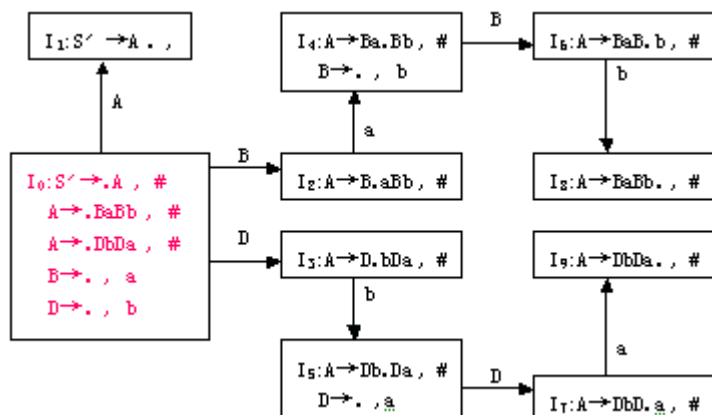 I₁:S′→A . ,
A
I₀:S′→.A , #
A→.BaBb , #
A→.DbDa , #
B→. , a
D→. , b
B
I₂:A→B.aBb , #
a
I₄:A→Ba.Bb , #
B→. , b
B
I₆:A→BaB.b , #
b
I₈:A→BaBb. , #
D
I₃:A→D.bDa , #
b
I₅:A→Db.Da , #
D→. ,a
D
I₇:A→DbD.a , #
a
I₉:A→DbDa. , #